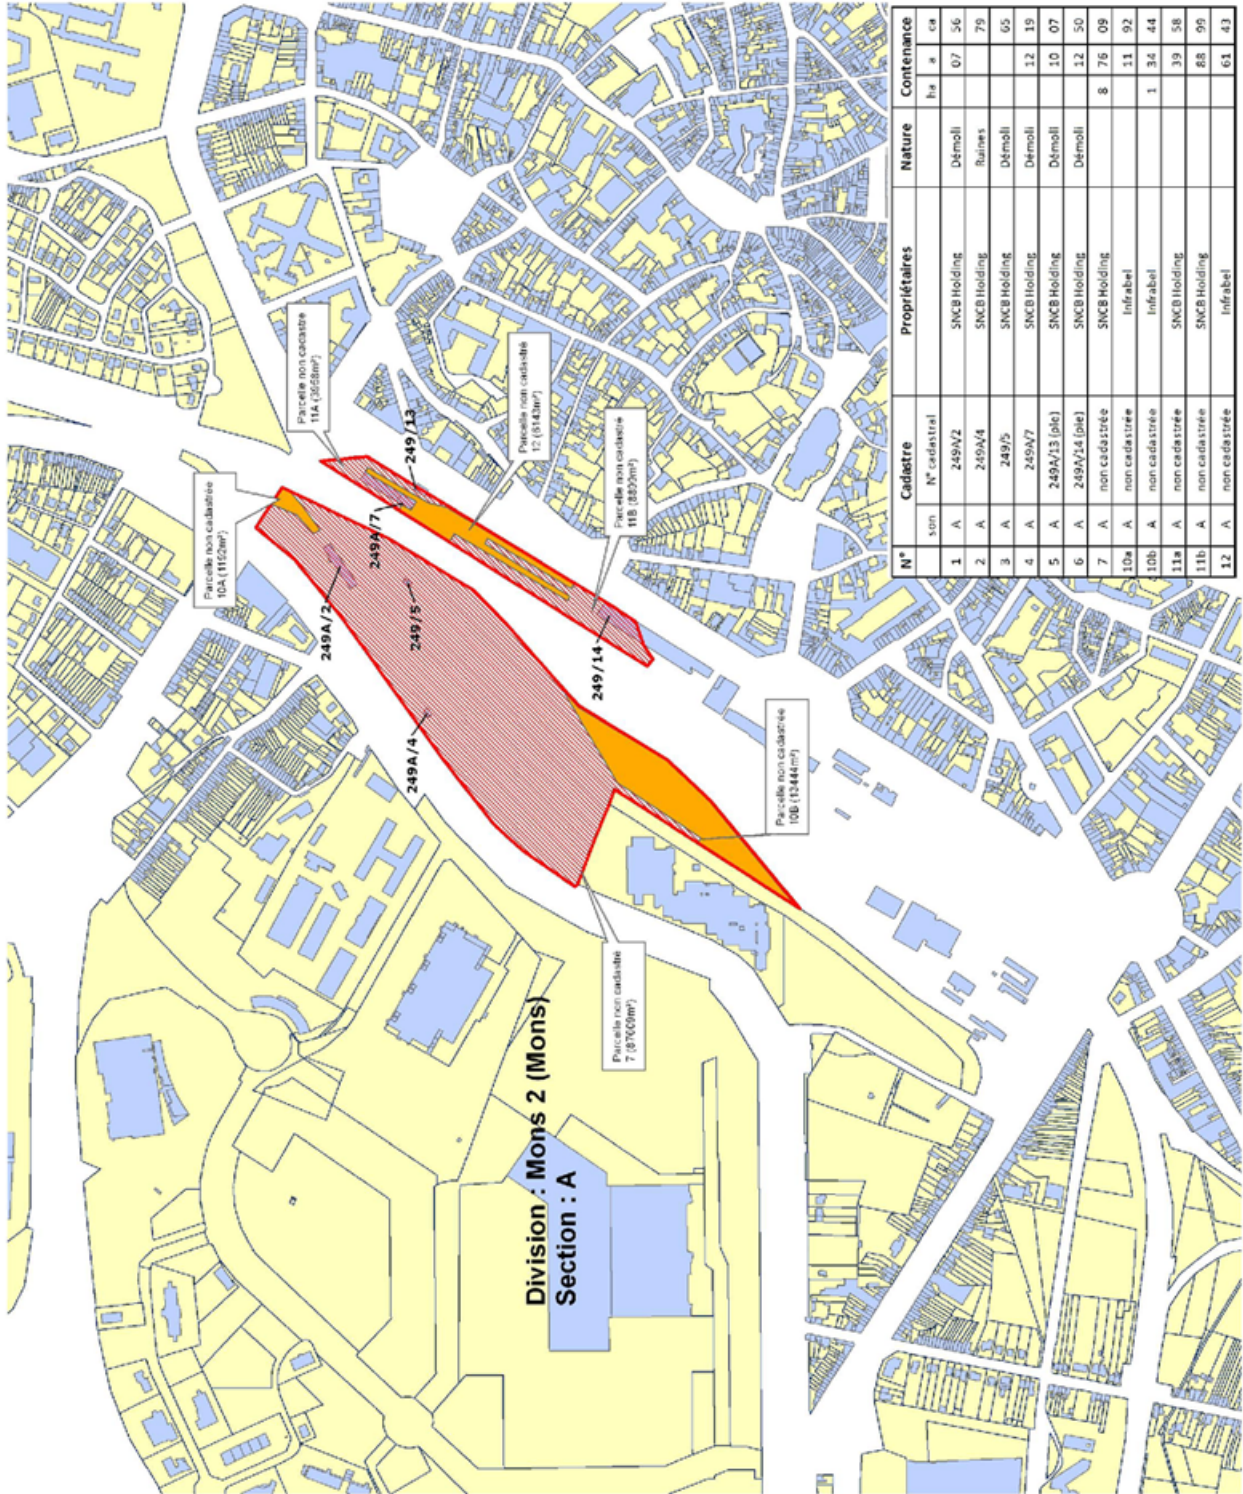 Parcelle non cadastrée
10A (1192m²)
Parcelle non cadastré
11A (3958m²)
249A/2
249A/7
249/13
249/5
Parcelle non cadastré
12 (6143m²)
249A/4
249/14
Parcelle non cadastré
11B (8899m²)
Parcelle non cadastrée
10B (13444m²)
Parcelle non cadastré
7 (87609m²)
Division : Mons 2 (Mons)
Section : A
N° Cadastre Propriétaires Nature Contenance
son N° cadastral ha a ca
1 A 249A/2 SNCB Holding Démoli 07 56
2 A 249A/4 SNCB Holding Ruines 79
3 A 249/5 SNCB Holding Démoli 65
4 A 249A/7 SNCB Holding Démoli 12 19
5 A 249A/13 (pie) SNCB Holding Démoli 10 07
6 A 249A/14 (pie) SNCB Holding Démoli 12 50
7 A non cadastrée SNCB Holding 8 76 09
10a A non cadastrée Infrabel 11 92
10b A non cadastrée Infrabel 1 34 44
11a A non cadastrée SNCB Holding 39 58
11b A non cadastrée SNCB Holding 88 99
12 A non cadastrée Infrabel 61 43